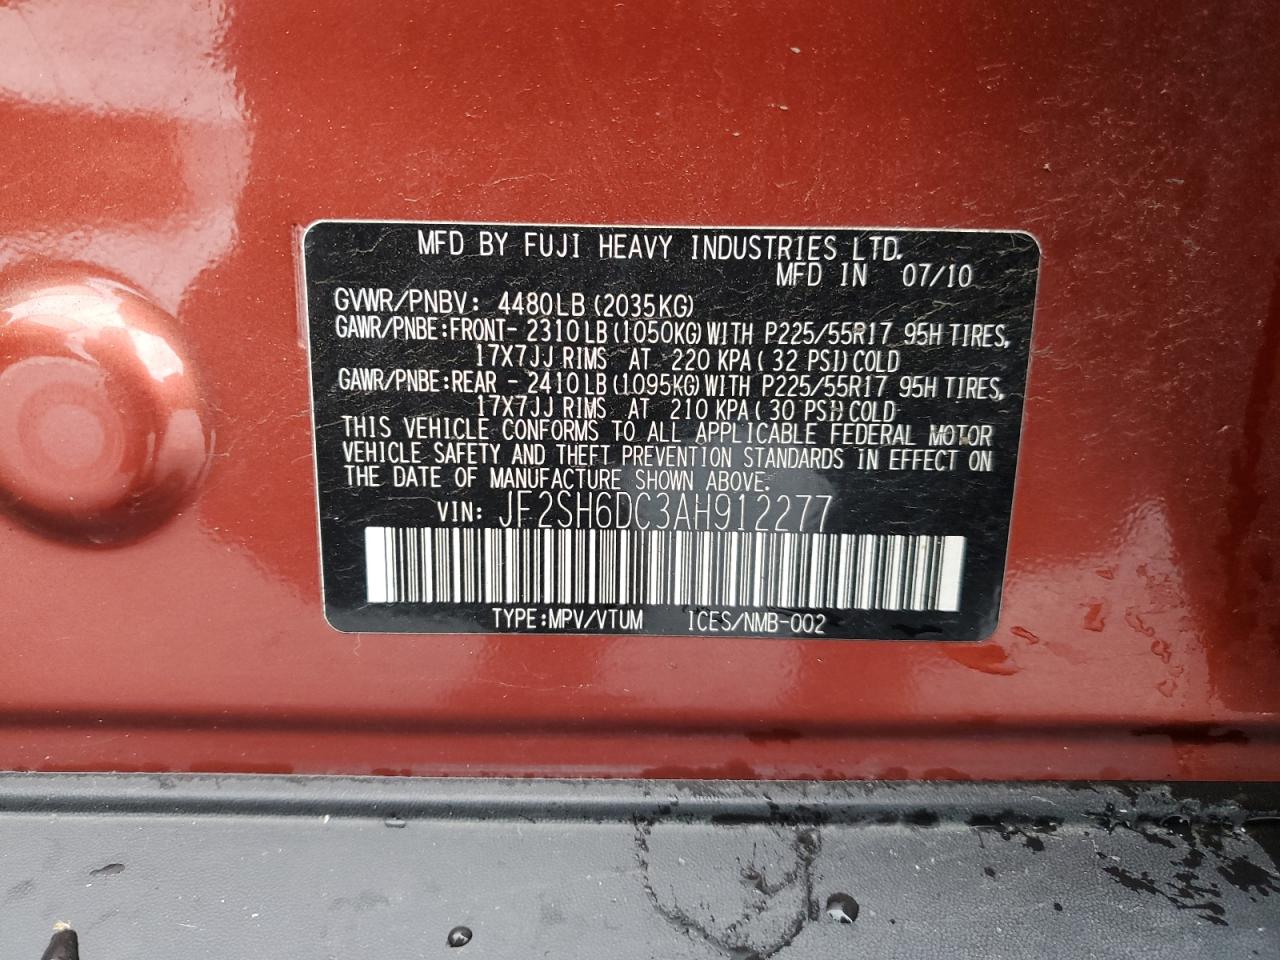 MFD BY FUJI HEAVY INDUSTRIES LTD.
MFD IN 07/10
GVWR/PNBV: 4480LB (2035KG)
GAWR/PNBE:FRONT- 2310LB(1050KG)WITH P225/55R17 95H TIRES,
17X7JJ RIMS AT 220 KPA(32 PSI)COLD
GAWR/PNBE:REAR - 2410LB(1095KG)WITH P225/55R17 95H TIRES,
17X7JJ RIMS AT 210 KPA(30 PSI)COLD
THIS VEHICLE CONFORMS TO ALL APPLICABLE FEDERAL MOTOR
VEHICLE SAFETY AND THEFT PREVENTION STANDARDS IN EFFECT ON
THE DATE OF MANUFACTURE SHOWN ABOVE.
VIN: JF2SH6DC3AH912277
TYPE:MPV/VTUM ICES/NMB-002